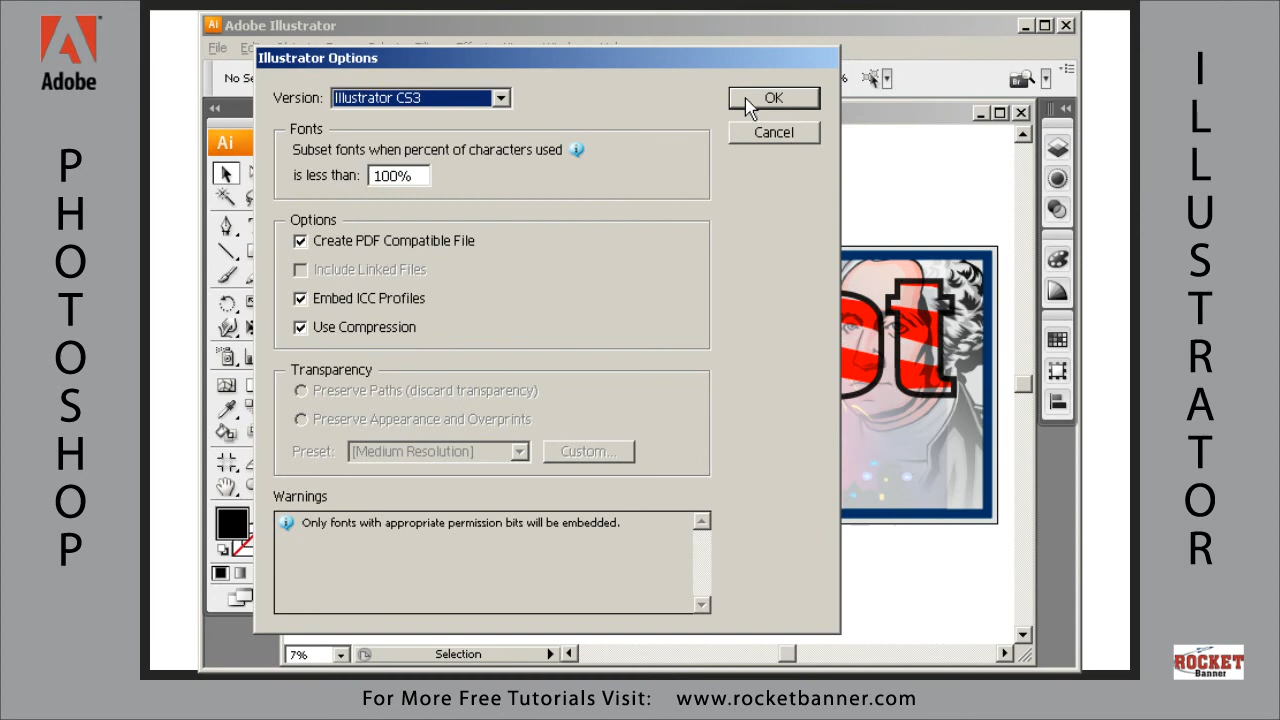 Adobe
PHOTOSHOP
Ai Adobe Illustrator
File
No Se
%
Br
Illustrator Options
Version: Illustrator CS3
OK
Cancel
Fonts
Subset fonts when percent of characters used
is less than: 100%
Options
Create PDF Compatible File
Include Linked Files
Embed ICC Profiles
Use Compression
Transparency
Preserve Paths (discard transparency)
Preserve Appearance and Overprints
Preset: [Medium Resolution] Custom...
Warnings
Only fonts with appropriate permission bits will be embedded.
Ai
ot
7% Selection
ILLUSTRATOR
ROCKET
Banner
For More Free Tutorials Visit: www.rocketbanner.com